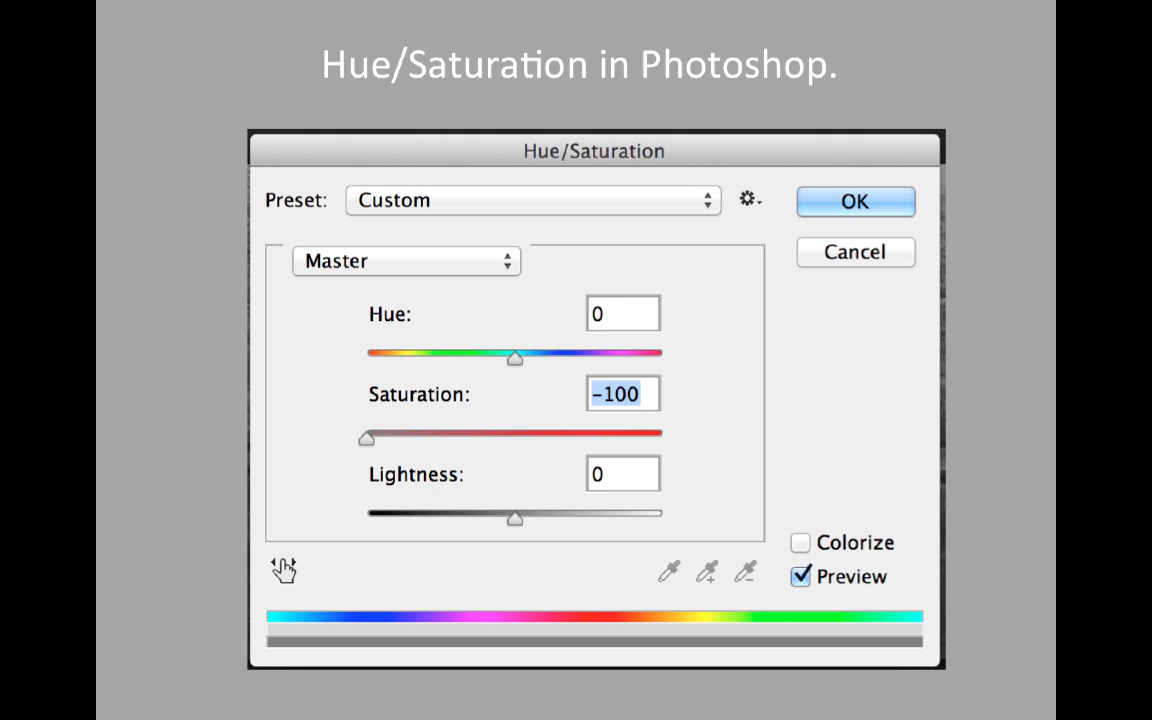 Hue/Saturation in Photoshop.
Hue/Saturation
Preset: Custom OK
Cancel
Master
Hue: 0
Saturation: -100
Lightness: 0
Colorize
Preview